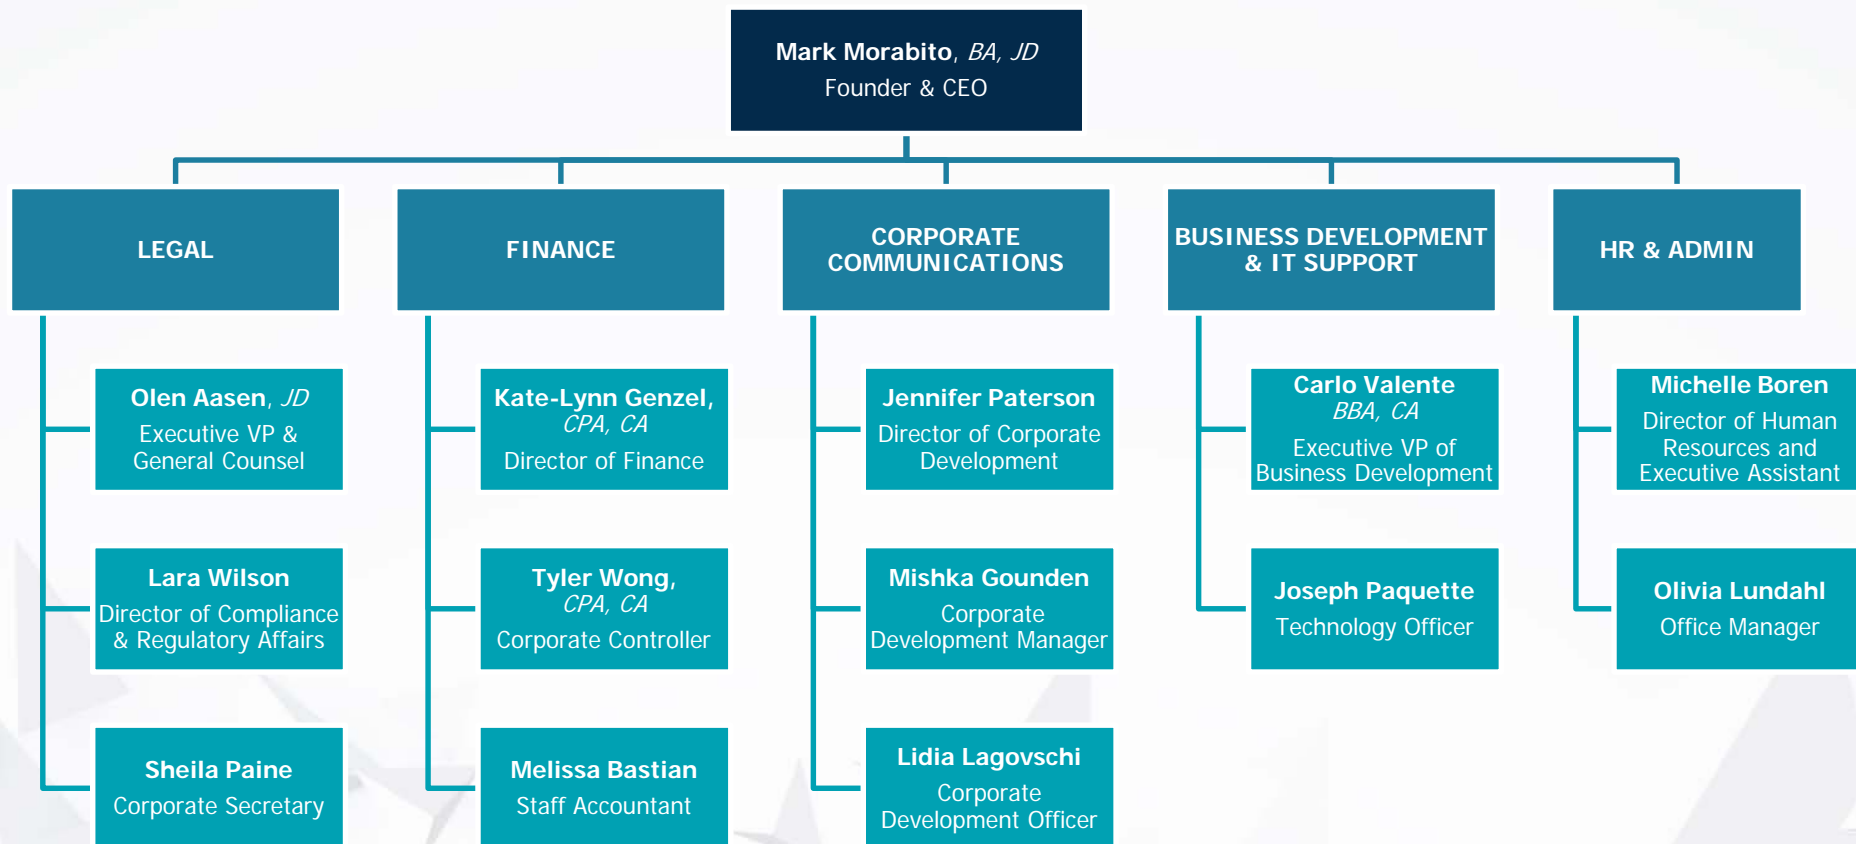 Mark Morabito, BA, JD
Founder & CEO
LEGAL
FINANCE
CORPORATE
COMMUNICATIONS
BUSINESS DEVELOPMENT
& IT SUPPORT
HR & ADMIN
Olen Aasen, JD
Executive VP &
General Counsel
Lara Wilson
Director of Compliance
& Regulatory Affairs
Sheila Paine
Corporate Secretary
Kate-Lynn Genzel,
CPA, CA
Director of Finance
Tyler Wong,
CPA, CA
Corporate Controller
Melissa Bastian
Staff Accountant
Jennifer Paterson
Director of Corporate
Development
Mishka Gounden
Corporate
Development Manager
Lidia Lagovschi
Corporate
Development Officer
Carlo Valente
BBA, CA
Executive VP of
Business Development
Joseph Paquette
Technology Officer
Michelle Boren
Director of Human
Resources and
Executive Assistant
Olivia Lundahl
Office Manager